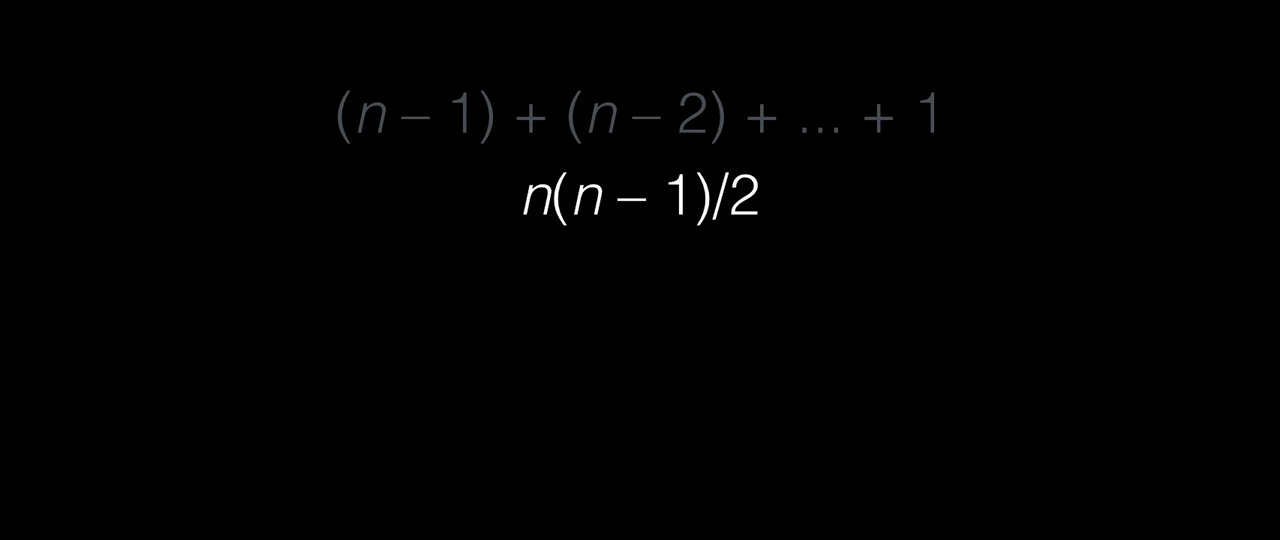 (n – 1) + (n – 2) + ... + 1
n(n – 1)/2